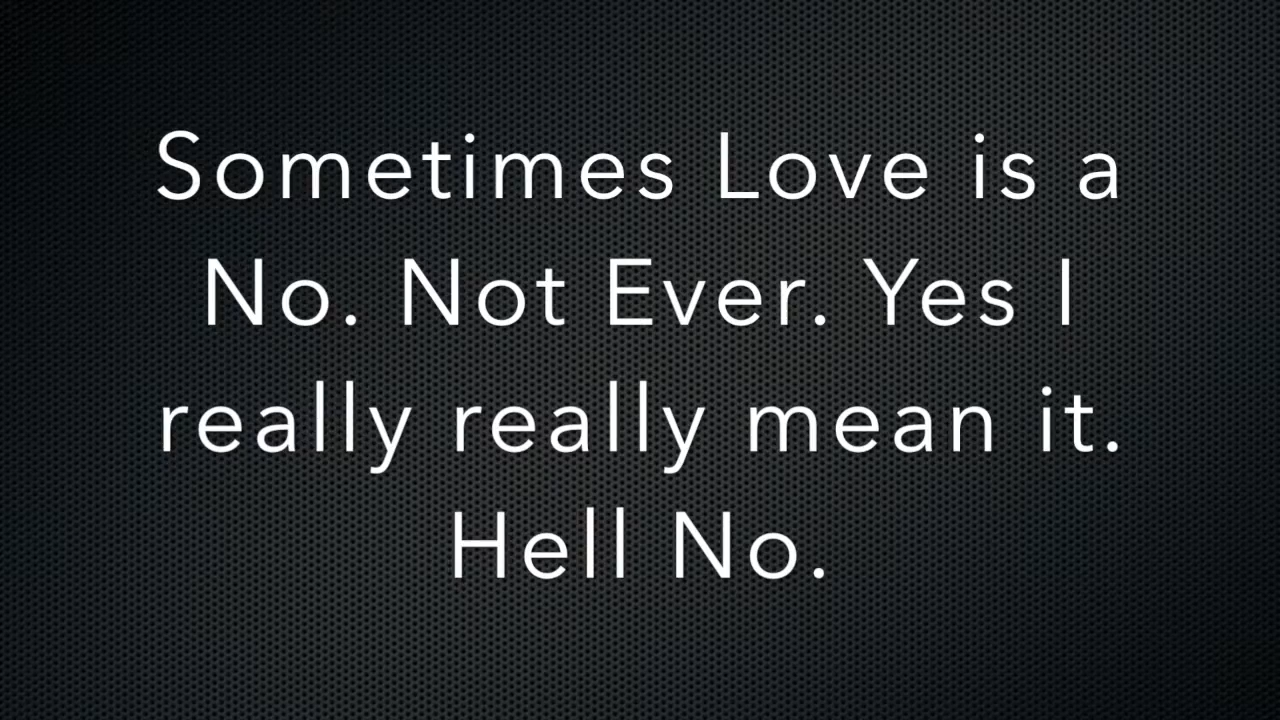 Sometimes Love is a
No. Not Ever. Yes I
really really mean it.
Hell No.